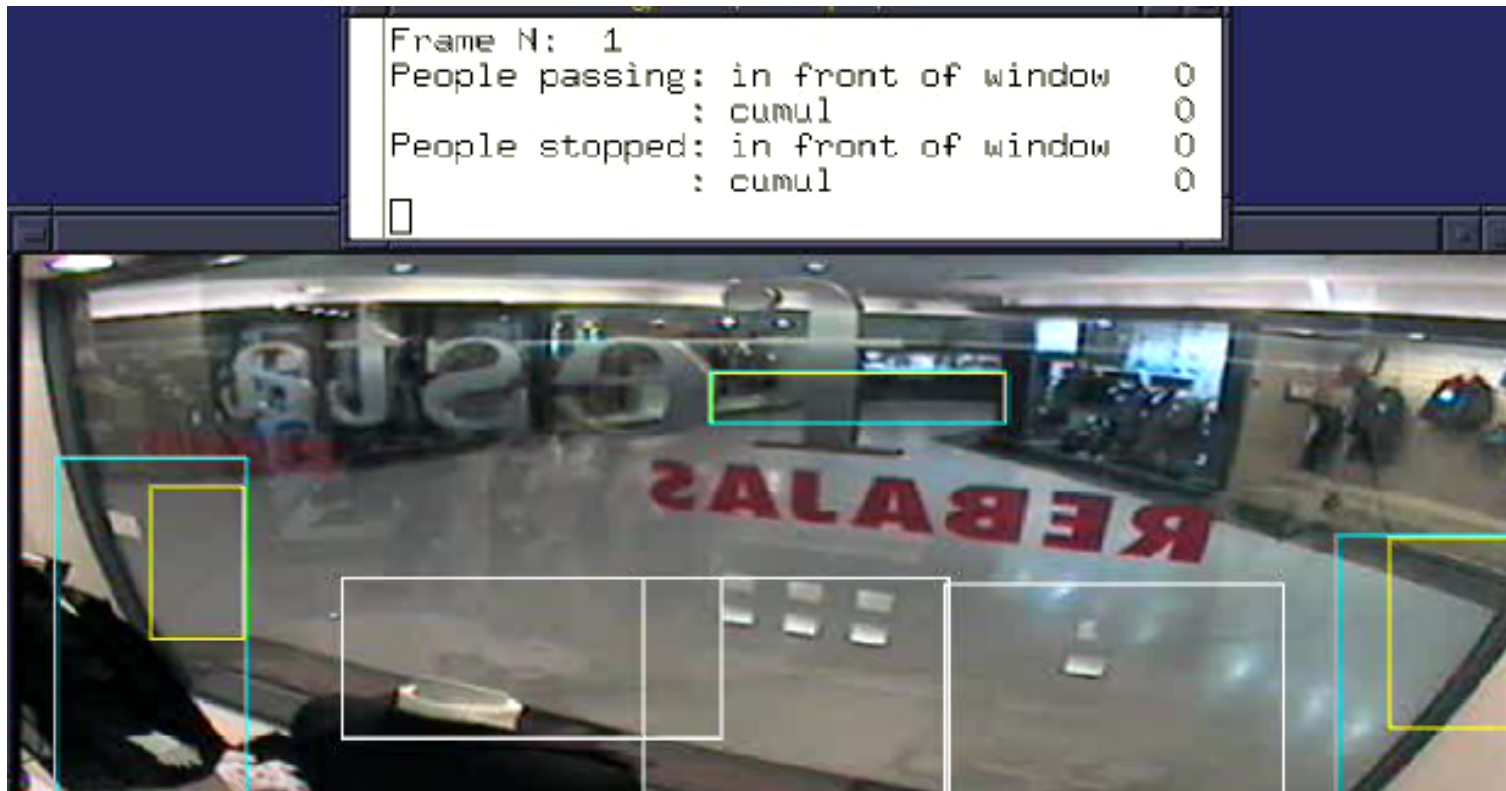 Frame N: 1
People passing: in front of window 0
: cumul 0
People stopped: in front of window 0
: cumul 0
Fiesta
REBAJAS